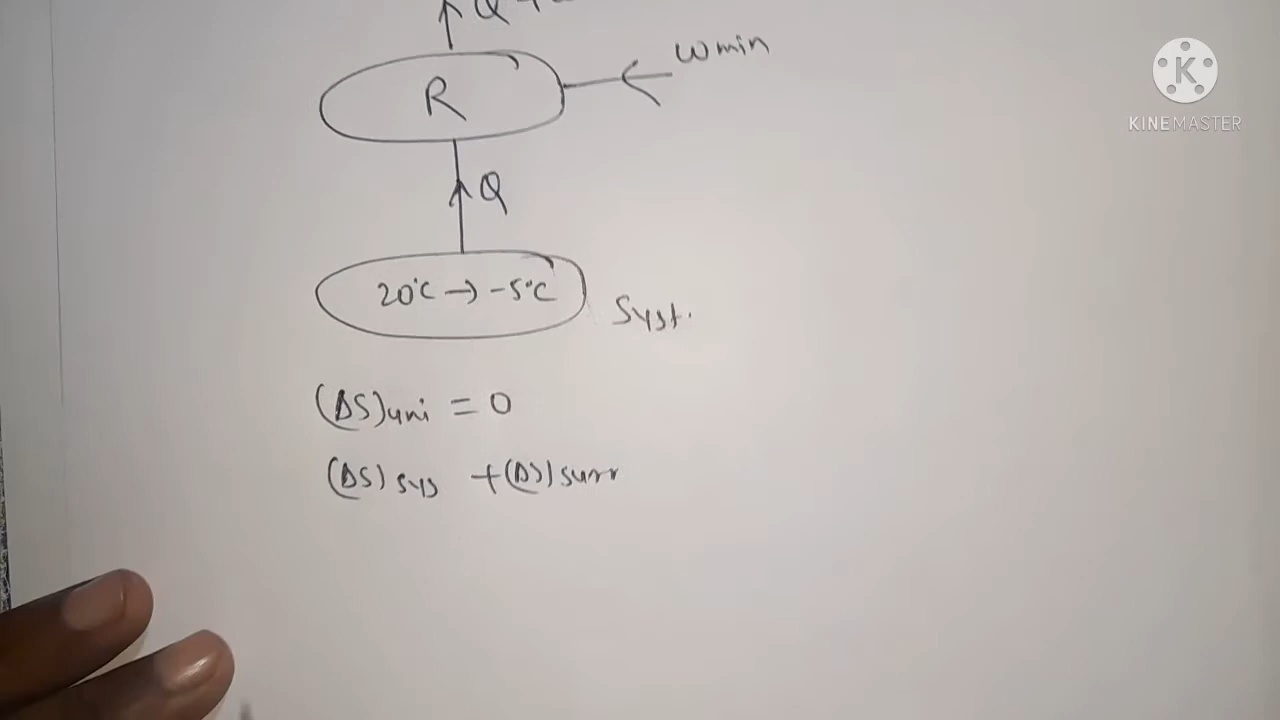 Q +
R
Wmin
K
KINEMASTER
Q
20°C → -5°C
Syst.
(ΔS)uni = 0
(ΔS)sys + (ΔS)surr